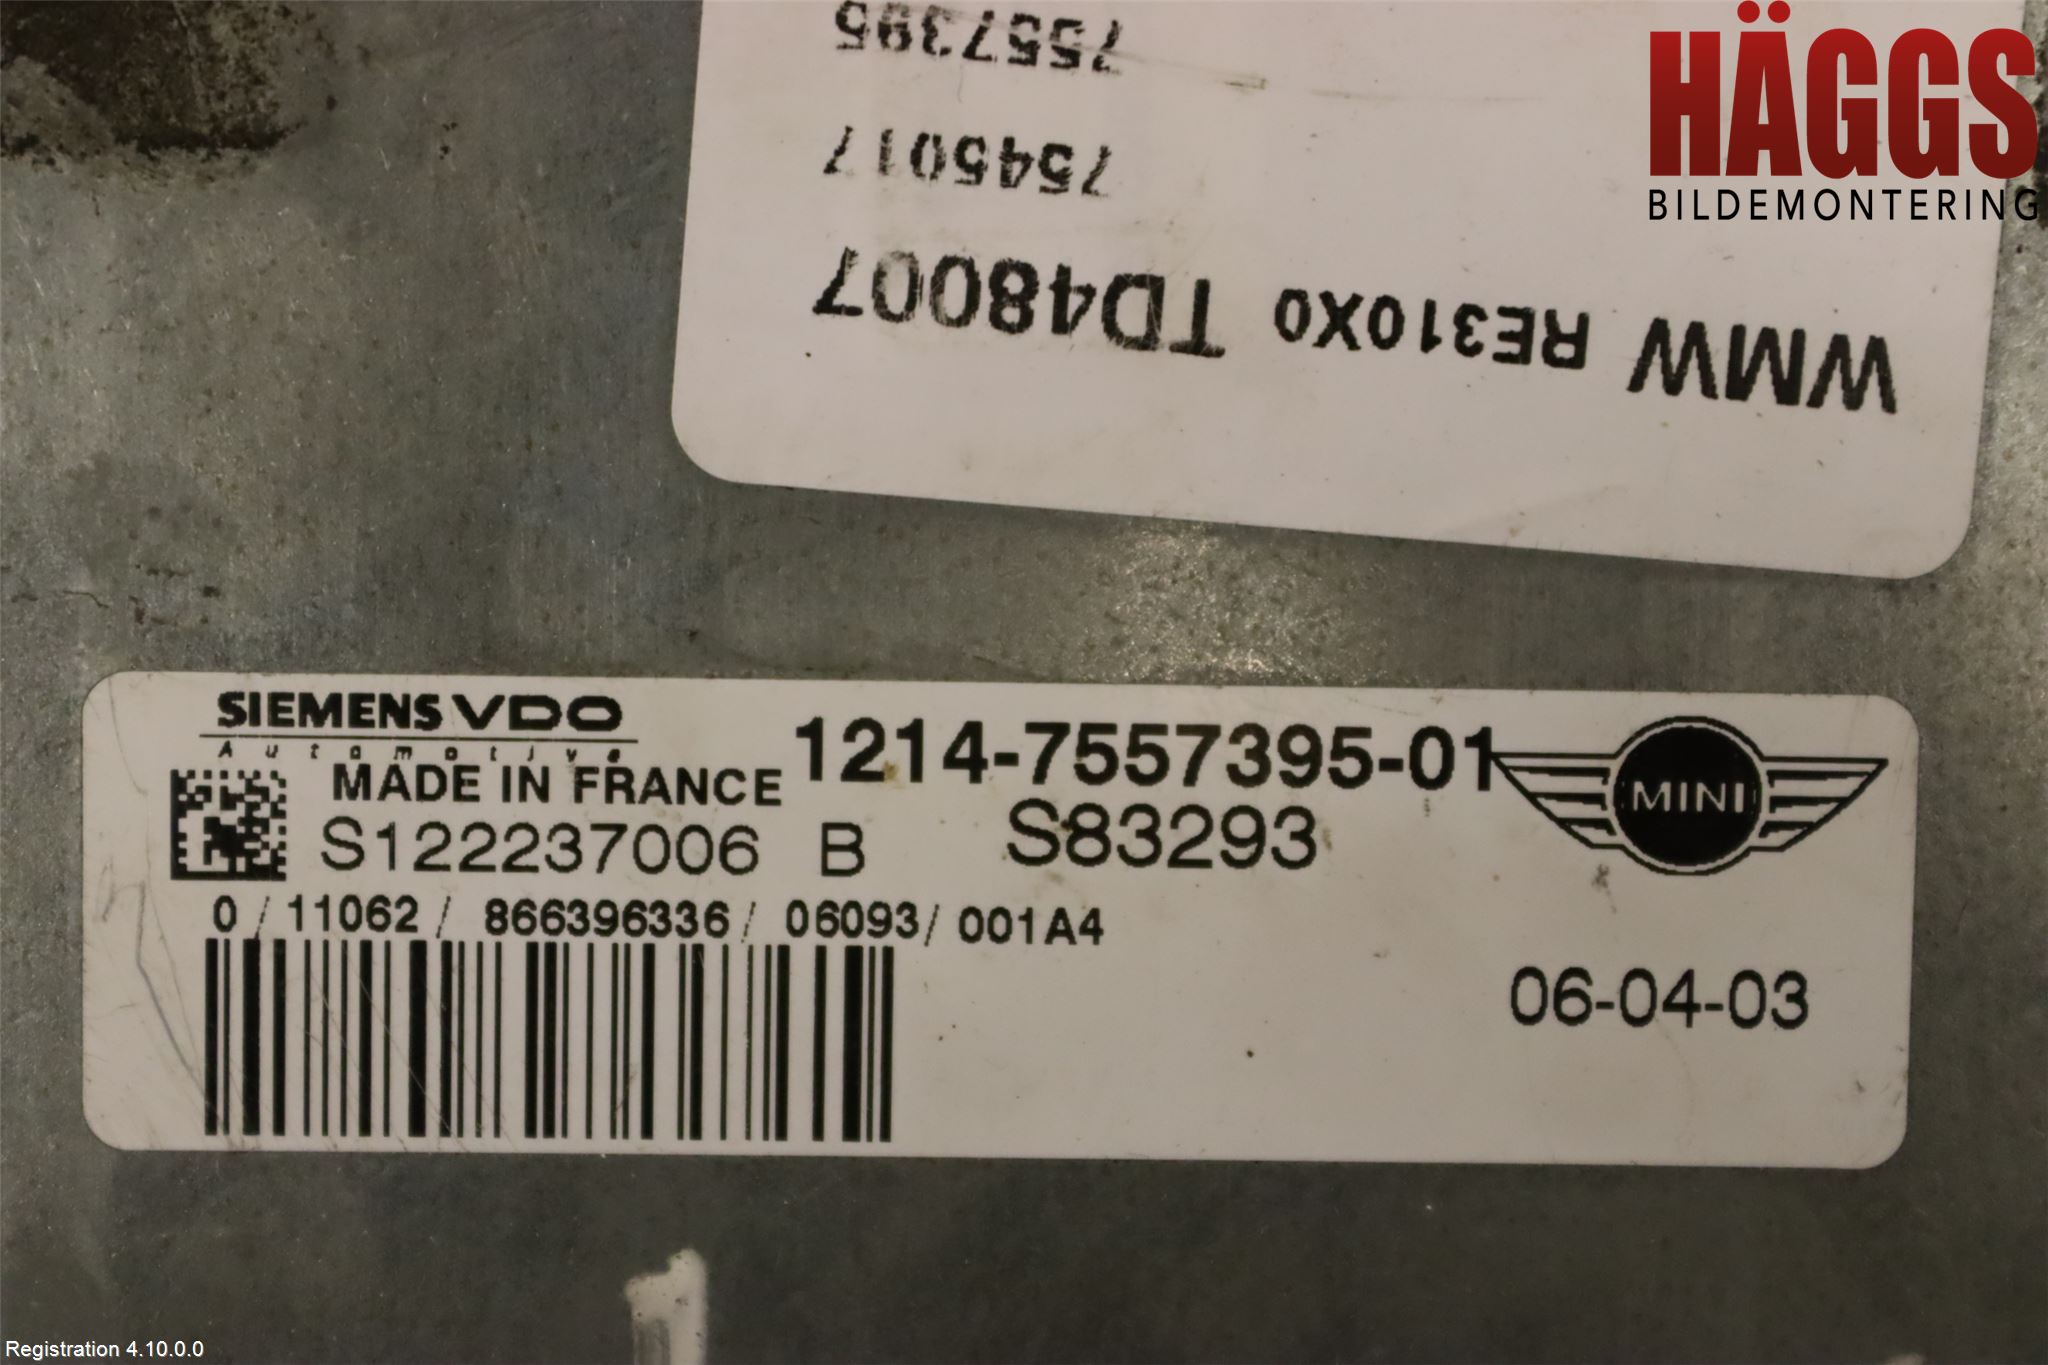 HÄGGS
BILDEMONTERING
WMW RE310X0 TD48007
7545017
7557395
SIEMENS VDO
Automotive
MADE IN FRANCE
1214-7557395-01
MINI
S122237006 B S83293
0 / 11062 / 866396336 / 06093 / 001A4
06-04-03
Registration 4.10.0.0